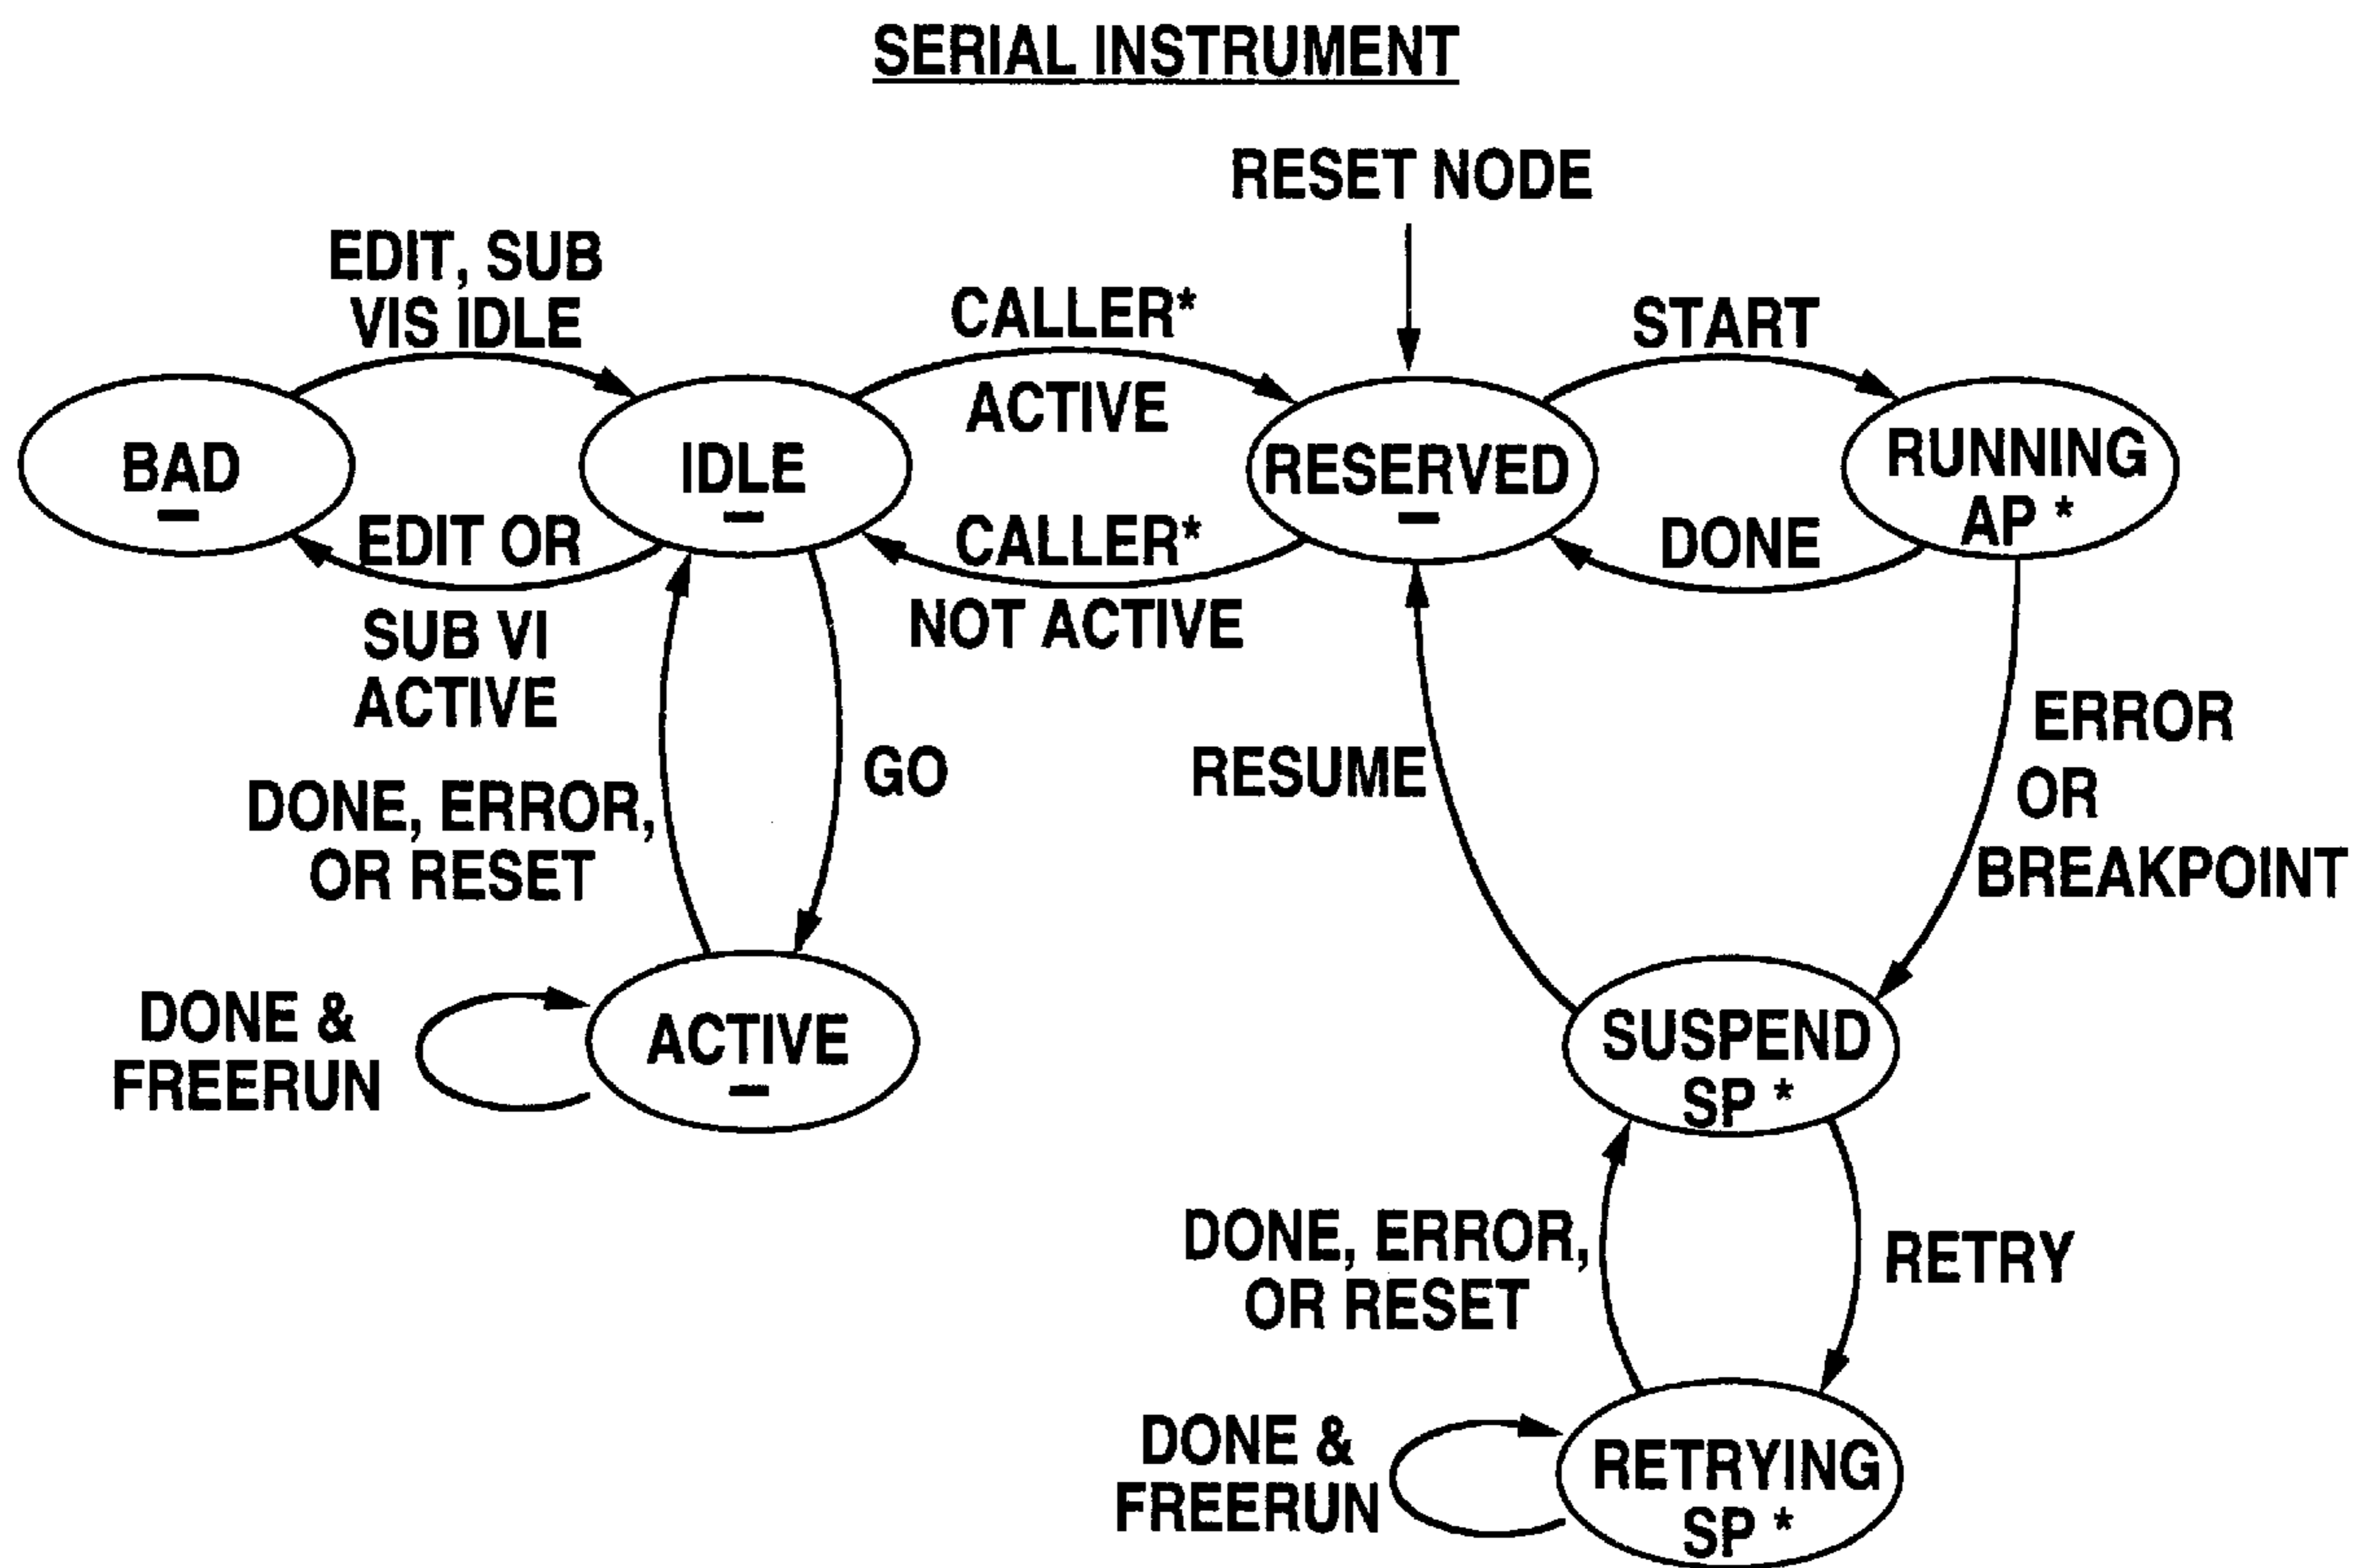 SERIAL INSTRUMENT
RESET NODE
EDIT, SUB
VIS IDLE
CALLER*
ACTIVE
START
BAD
-
IDLE
-
RESERVED
-
RUNNING
AP *
EDIT OR
SUB VI
ACTIVE
CALLER*
NOT ACTIVE
DONE
DONE, ERROR,
OR RESET
GO
RESUME
ERROR
OR
BREAKPOINT
DONE &
FREERUN
ACTIVE
-
SUSPEND
SP *
DONE, ERROR,
OR RESET
RETRY
DONE &
FREERUN
RETRYING
SP *